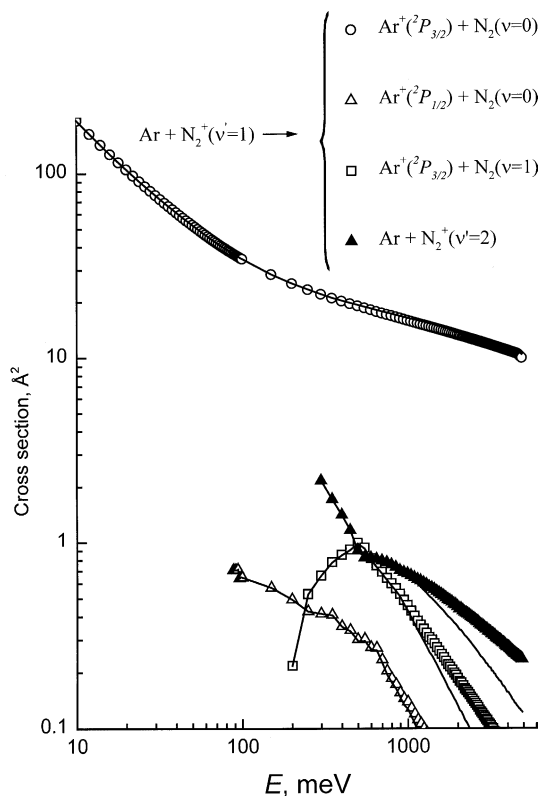 Ar⁺(²P₃/₂) + N₂(ν=0)
Ar⁺(²P₁/₂) + N₂(ν=0)
Ar + N₂⁺(ν'=1)
Ar⁺(²P₃/₂) + N₂(ν=1)
Ar + N₂⁺(ν'=2)
100
10
1
0.1
Cross section, Å²
10 100 1000
E, meV